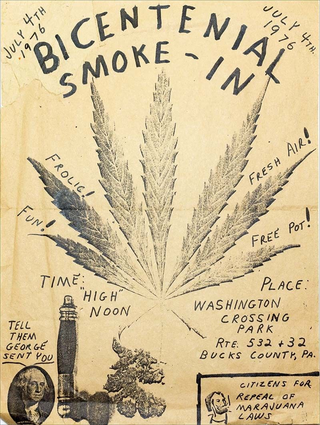 JULY 4TH
1976
JULY 4TH.
1976
BICENTENIAL
SMOKE-IN
FROLIC!
FUN!
FRESH AIR!
FREE POT!
TIME:
"HIGH"
NOON
PLACE:
WASHINGTON
CROSSING
PARK
RTE. 532 + 32
BUCKS COUNTY, PA.
TELL
THEM
GEORGE
SENT YOU
CITIZENS FOR
REPEAL OF
MARAJUANA
LAWS